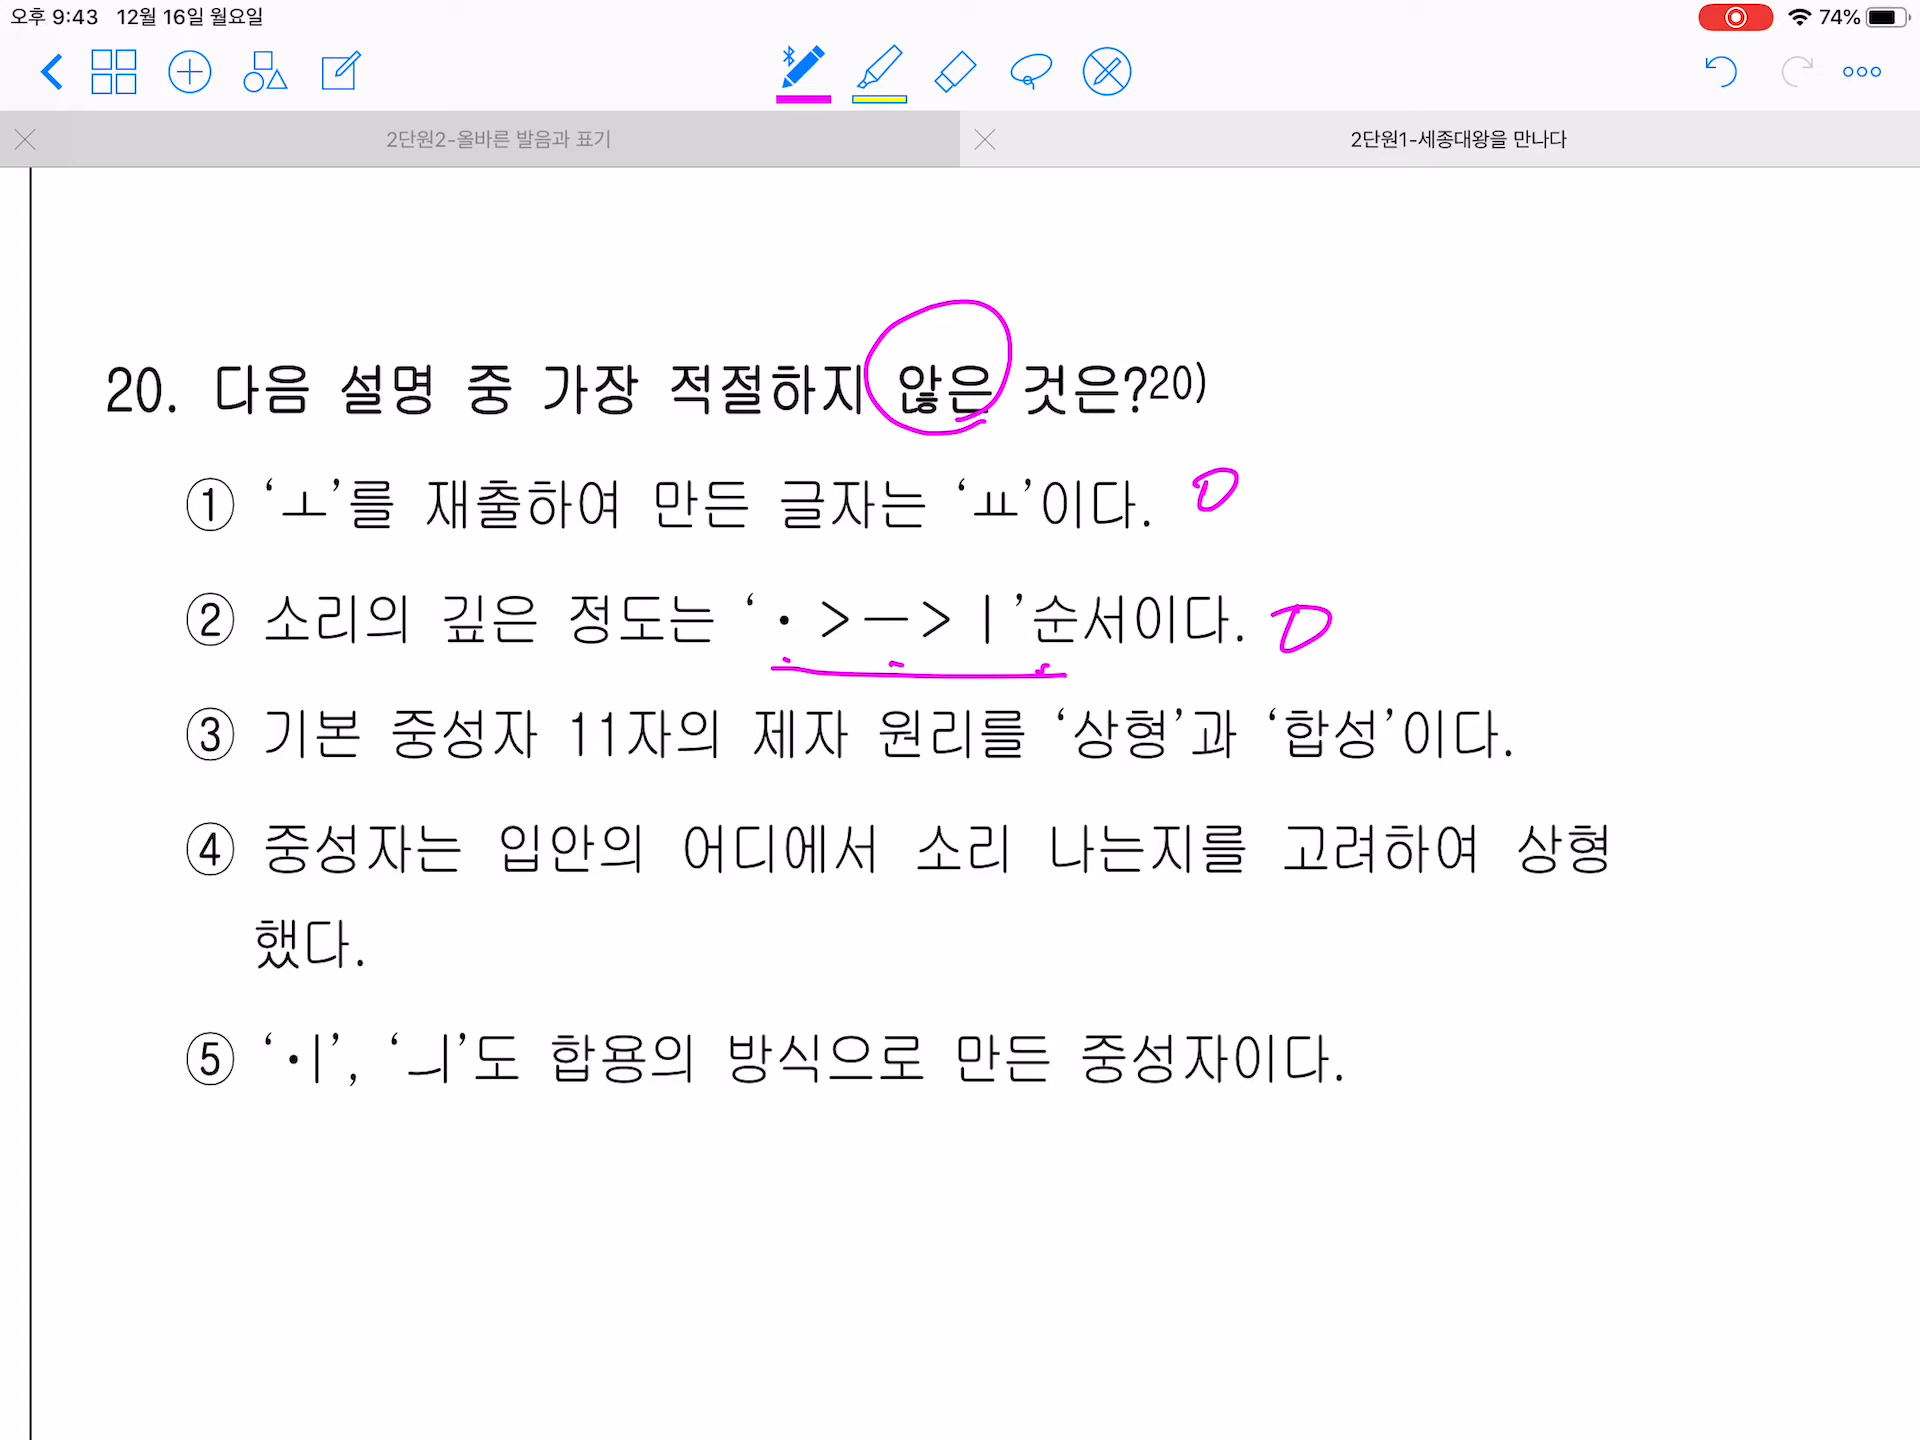 오후 9:43 12월 16일 월요일 74%
2단원2-올바른 발음과 표기 2단원1-세종대왕을 만나다
20. 다음 설명 중 가장 적절하지 않은 것은?20)
① ‘ㅗ’를 재출하여 만든 글자는 ‘ㅛ’이다.
② 소리의 깊은 정도는 ‘·>ㅡ>ㅣ’순서이다.
③ 기본 중성자 11자의 제자 원리를 ‘상형’과 ‘합성’이다.
④ 중성자는 입안의 어디에서 소리 나는지를 고려하여 상형
했다.
⑤ ‘·ㅣ’, ‘ㅢ’도 합용의 방식으로 만든 중성자이다.